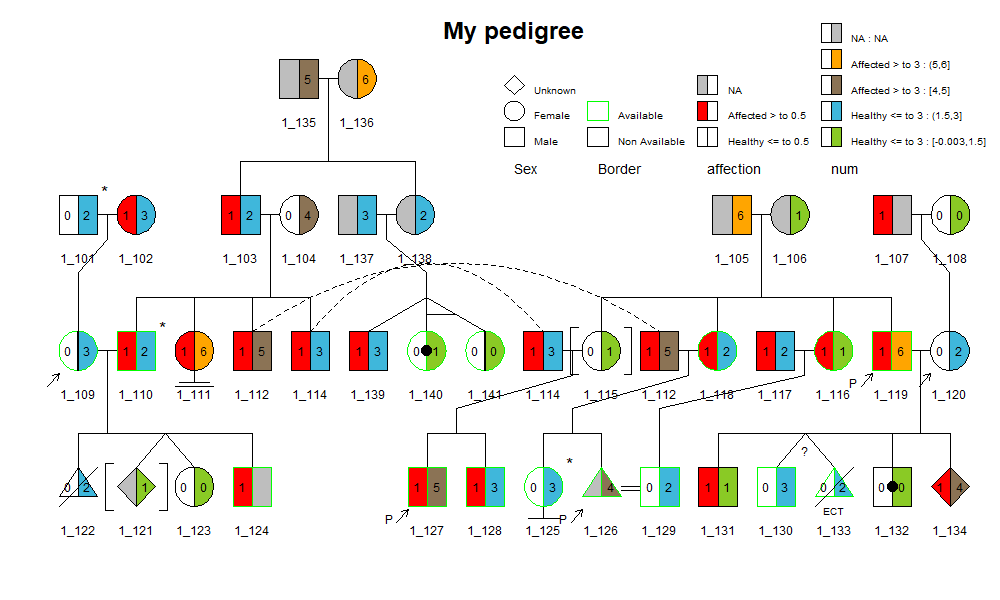 My pedigree
NA : NA
Affected > to 3 : (5,6]
Unknown NA Affected > to 3 : [4,5]
Female Available Affected > to 0.5 Healthy <= to 3 : (1.5,3]
Male Non Available Healthy <= to 0.5 Healthy <= to 3 : [-0.003,1.5]
Sex Border affection num
5 6
1_135 1_136
*
0 2 1 3 1 2 0 4 3 2 6 1 1 0 0
1_101 1_102 1_103 1_104 1_137 1_138 1_105 1_106 1_107 1_108
*
0 3 1 2 1 6 1 5 1 3 1 3 0 1 0 0 1 3 0 1 1 5 1 2 1 2 1 1 1 6 0 2
P
1_109 1_110 1_111 1_112 1_114 1_139 1_140 1_141 1_114 1_115 1_112 1_118 1_117 1_116 1_119 1_120
?
*
0 2 1 0 0 1 1 5 1 3 0 3 4 0 2 1 1 0 3 0 2 0 0 1 4
ECT
P P
1_122 1_121 1_123 1_124 1_127 1_128 1_125 1_126 1_129 1_131 1_130 1_133 1_132 1_134